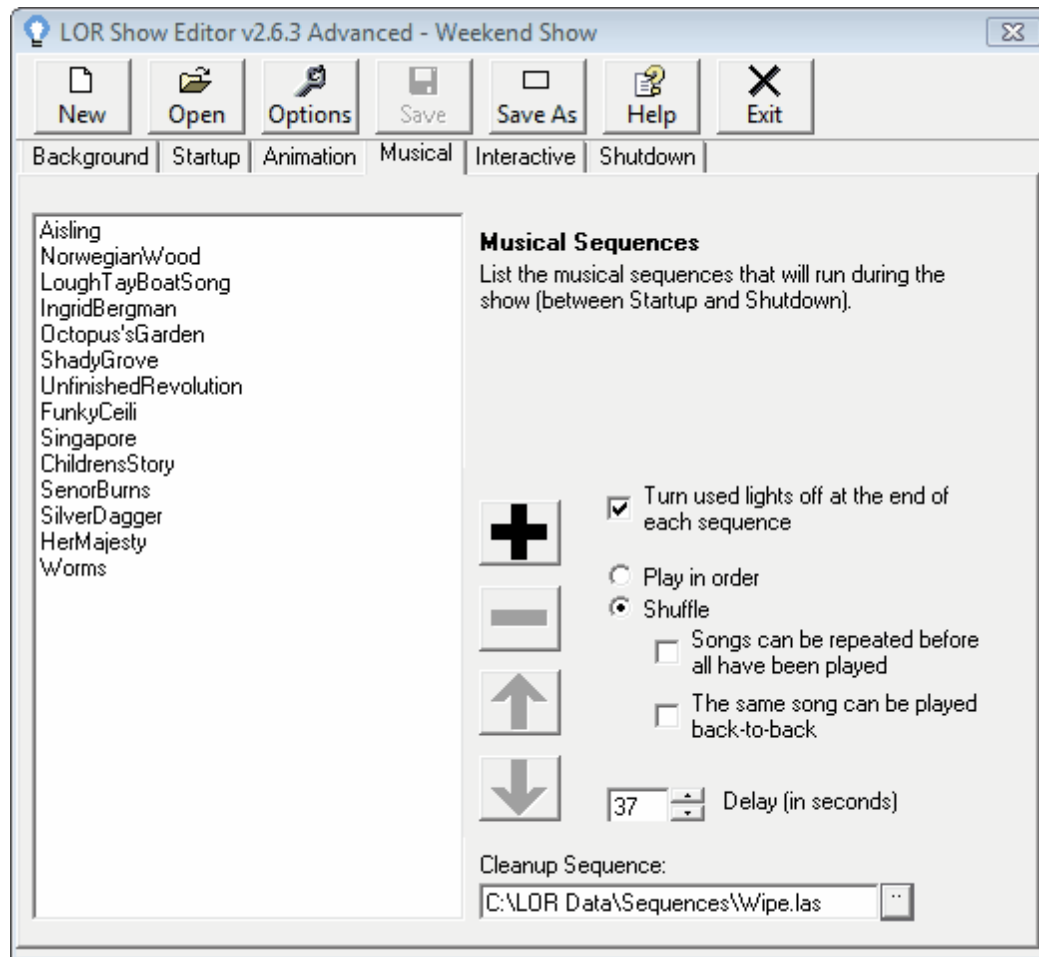 LOR Show Editor v2.6.3 Advanced - Weekend Show
New Open Options Save Save As Help Exit
Background Startup Animation Musical Interactive Shutdown
Aisling
NorwegianWood
LoughTayBoatSong
IngridBergman
Octopus'sGarden
ShadyGrove
UnfinishedRevolution
FunkyCeili
Singapore
ChildrensStory
SenorBurns
SilverDagger
HerMajesty
Worms
Musical Sequences
List the musical sequences that will run during the
show (between Startup and Shutdown).
Turn used lights off at the end of
each sequence
Play in order
Shuffle
Songs can be repeated before
all have been played
The same song can be played
back-to-back
37 Delay (in seconds)
Cleanup Sequence:
C:\LOR Data\Sequences\Wipe.las ..